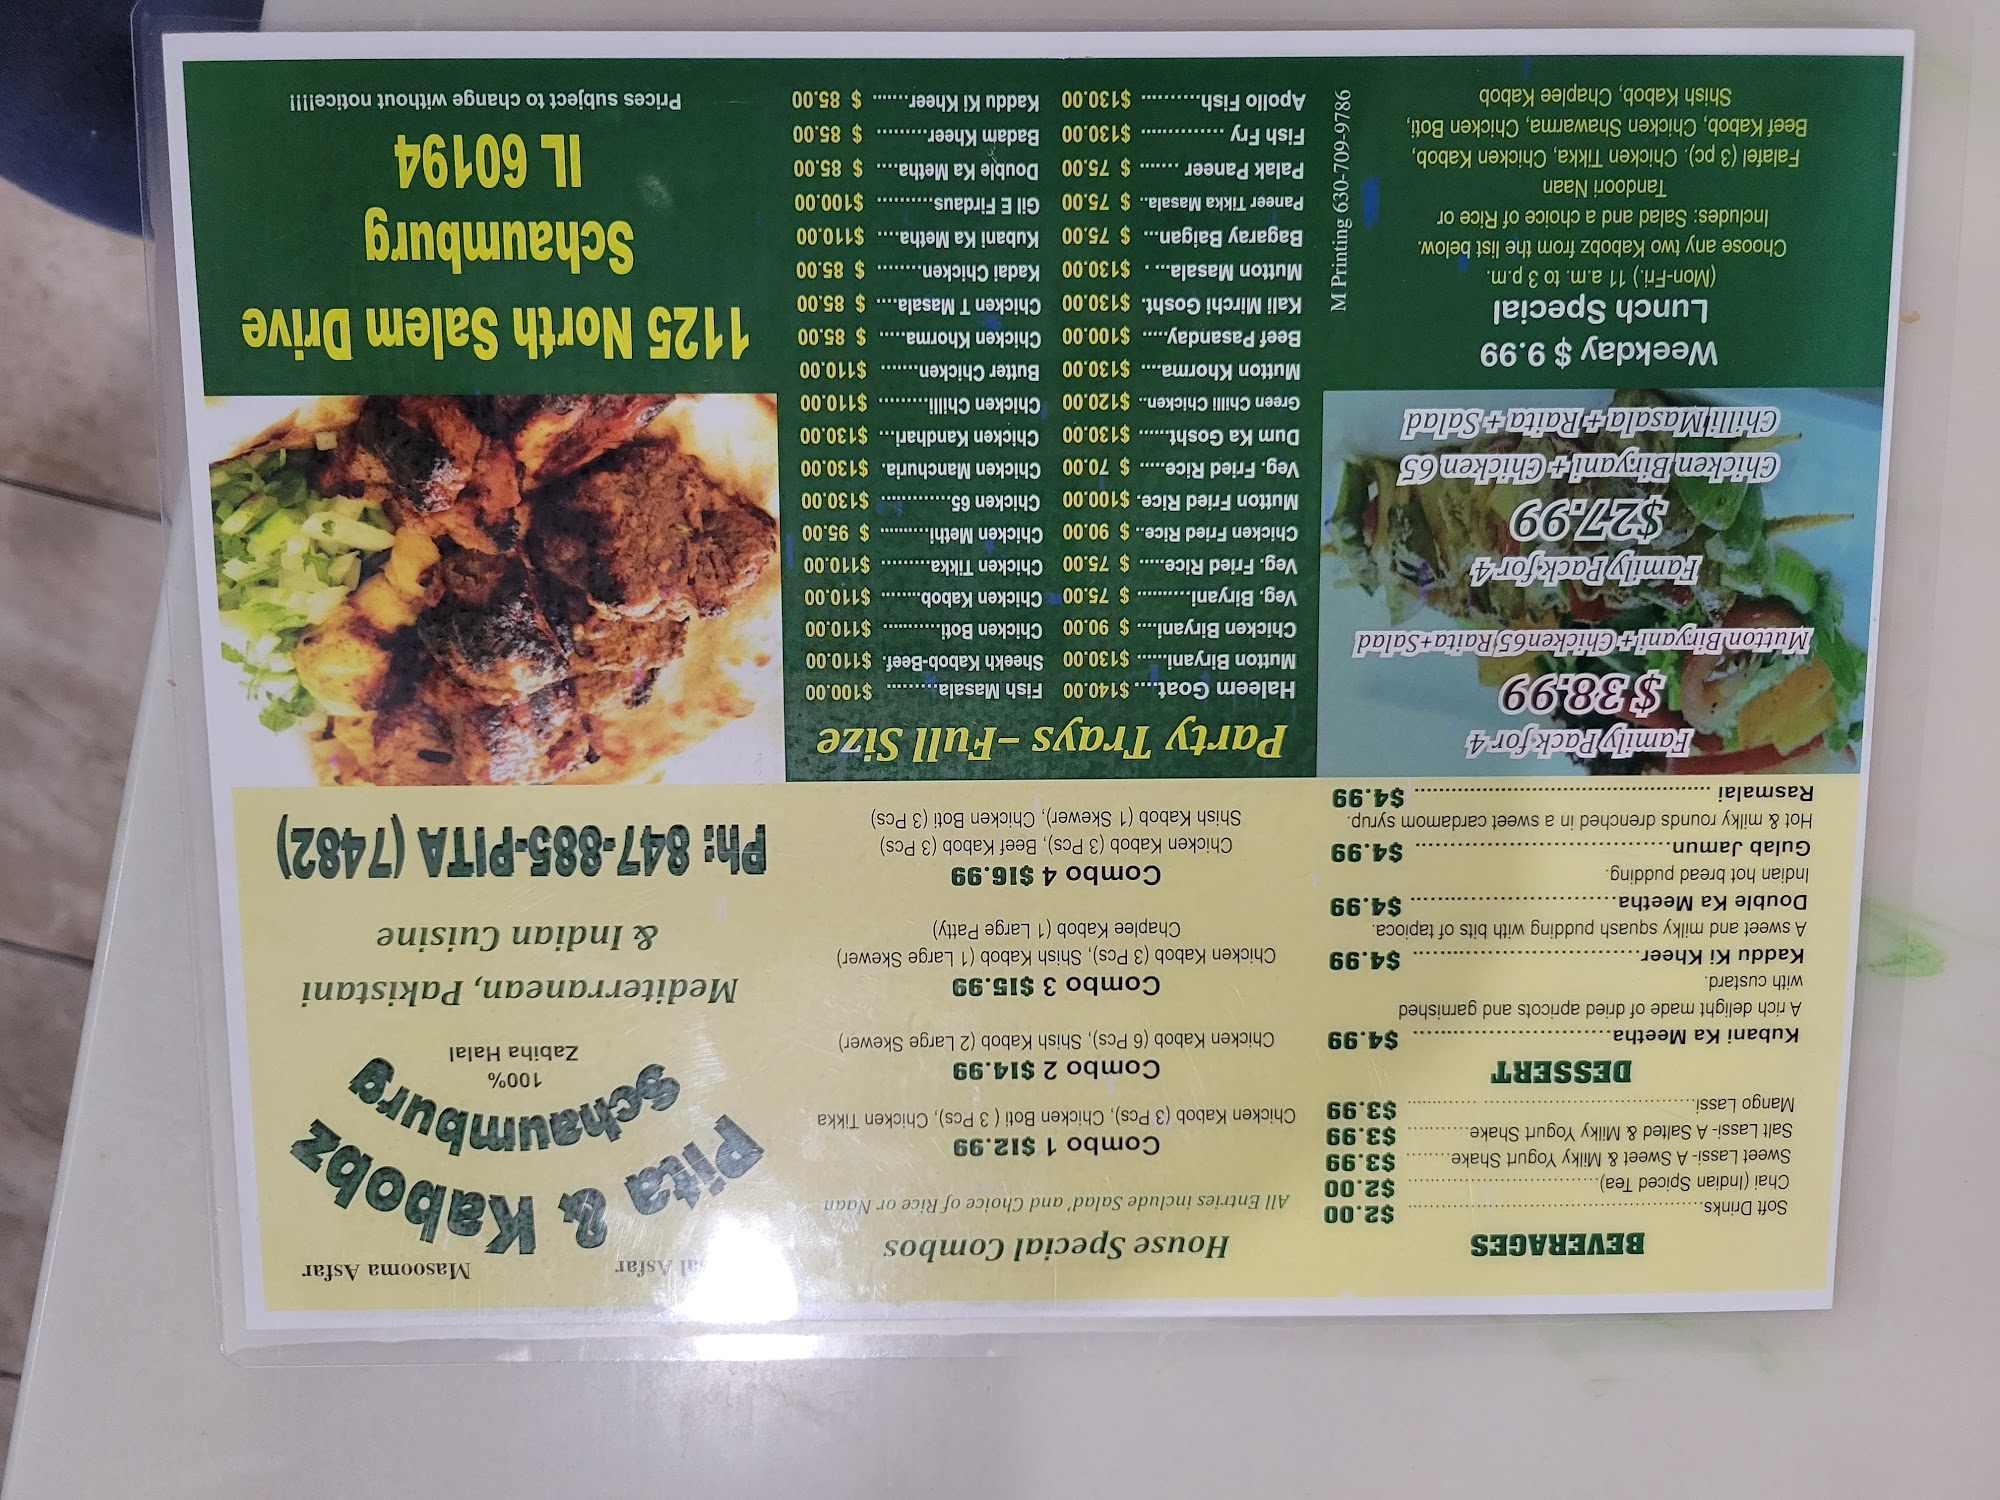 BEVERAGES
Soft Drinks.................................................. $2.00
Chai (Indian Spiced Tea)................................. $2.00
Sweet Lassi- A Sweet & Milky Yogurt Shake........ $3.99
Salt Lassi- A Salted & Milky Yogurt Shake........... $3.99
Mango Lassi................................................ $3.99
DESSERT
Kubani Ka Meetha.................................... $4.99
A rich delight made of dried apricots and garnished
with custard.
Kaddu Ki Kheer........................................ $4.99
A sweet and milky squash pudding with bits of tapioca.
Double Ka Meetha..................................... $4.99
Indian hot bread pudding.
Gulab Jamun............................................ $4.99
Hot & milky rounds drenched in a sweet cardamom syrup.
Rasmalai .................................................. $4.99
Family Pack for 4
$ 38.99
Mutton Biryani + Chicken65 Raita+Salad
Family Pack for 4
$27.99
Chicken Biryani + Chicken 65
Chilli Masala + Raita + Salad
Weekday $ 9.99
Lunch Special
(Mon-Fri.) 11 a.m. to 3 p.m.
Choose any two Kabobz from the list below.
Includes: Salad and a choice of Rice or
Tandoori Naan
Falafel (3 pc). Chicken Tikka, Chicken Kabob,
Beef Kabob, Chicken Shawarma, Chicken Boti,
Shish Kabob, Chaplee Kabob
M Printing 630-709-9786
House Special Combos
All Entries include Salad' and Choice of Rice or Naan
Combo 1 $12.99
Chicken Kabob (3 Pcs), Chicken Boti ( 3 Pcs), Chicken Tikka
Combo 2 $14.99
Chicken Kabob (6 Pcs), Shish Kabob (2 Large Skewer)
Combo 3 $15.99
Chicken Kabob (3 Pcs), Shish Kabob (1 Large Skewer)
Chaplee Kabob (1 Large Patty)
Combo 4 $16.99
Chicken Kabob (3 Pcs), Beef Kabob (3 Pcs)
Shish Kabob (1 Skewer), Chicken Boti (3 Pcs)
Party Trays – Full Size
Haleem Goat.... $140.00
Mutton Biryani...... $130.00
Chicken Biryani.... $ 90.00
Veg. Biryani.......... $ 75.00
Veg. Fried Rice..... $ 75.00
Chicken Fried Rice.. $ 90.00
Mutton Fried Rice. $100.00
Veg. Fried Rice..... $ 70.00
Dum Ka Gosht...... $130.00
Green Chilli Chicken.. $120.00
Mutton Khorma.... $130.00
Beef Pasanday...... $100.00
Kali Mirchi Gosht. $130.00
Mutton Masala... . $130.00
Bagaray Baigan... $ 75.00
Paneer Tikka Masala.. $ 75.00
Palak Paneer ....... $ 75.00
Fish Fry ............... $130.00
Apollo Fish........... $130.00
Fish Masala.......... $100.00
Sheekh Kabob-Beef. $110.00
Chicken Boti.......... $110.00
Chicken Kabob....... $110.00
Chicken Tikka......... $110.00
Chicken Methi......... $ 95.00
Chicken 65............. $130.00
Chicken Manchuria. $130.00
Chicken Kandhari... $130.00
Chicken Chilli.......... $110.00
Butter Chicken........ $110.00
Chicken Khorma..... $ 85.00
Chicken T Masala.... $ 85.00
Kadai Chicken......... $ 85.00
Kubani Ka Metha.... $110.00
Gil E Firdaus........... $100.00
Double Ka Metha.... $ 85.00
Badam Kheer.......... $ 85.00
Kaddu Ki Kheer....... $ 85.00
al Asfar
Masooma Asfar
Pita & Kabobz
Schaumburg
100%
Zabiha Halal
Mediterranean, Pakistani
& Indian Cuisine
Ph: 847-885-PITA (7482)
1125 North Salem Drive
Schaumburg
IL 60194
Prices subject to change without notice!!!!